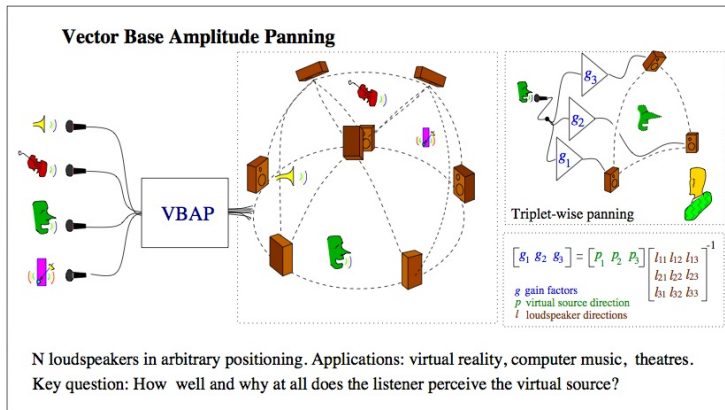 Vector Base Amplitude Panning
VBAP
g3
g2
g1
Triplet-wise panning
[g1 g2 g3] = [p1 p2 p3] [l11 l12 l13
l21 l22 l23
l31 l32 l33]-1
g gain factors
p virtual source direction
l loudspeaker directions
N loudspeakers in arbitrary positioning. Applications: virtual reality, computer music, theatres.
Key question: How well and why at all does the listener perceive the virtual source?